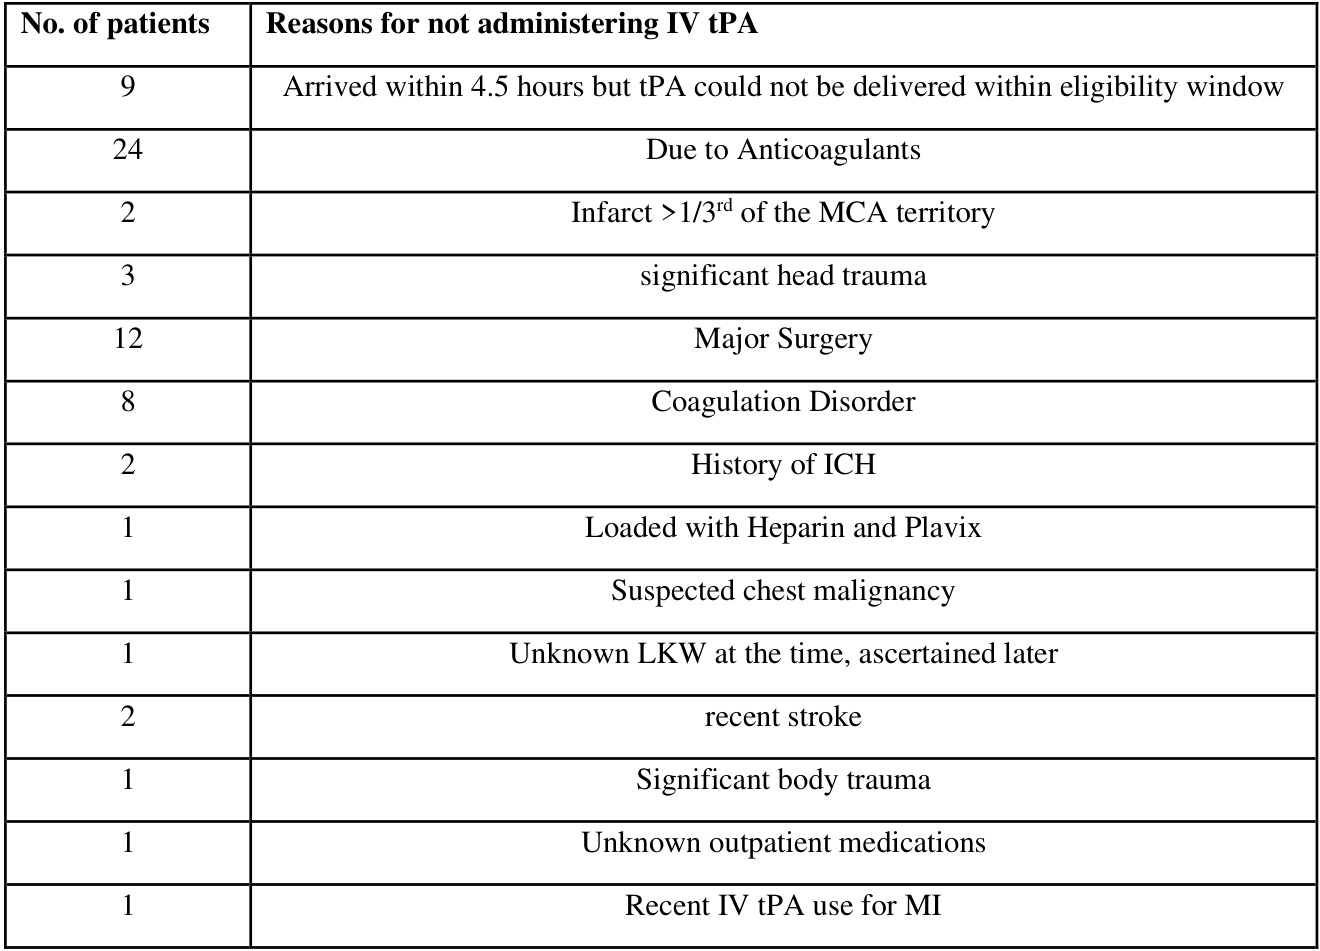 No. of patients Reasons for not administering IV tPA
9 Arrived within 4.5 hours but tPA could not be delivered within eligibility window
24 Due to Anticoagulants
2 Infarct >1/3rd of the MCA territory
3 significant head trauma
12 Major Surgery
8 Coagulation Disorder
2 History of ICH
1 Loaded with Heparin and Plavix
1 Suspected chest malignancy
1 Unknown LKW at the time, ascertained later
2 recent stroke
1 Significant body trauma
1 Unknown outpatient medications
1 Recent IV tPA use for MI